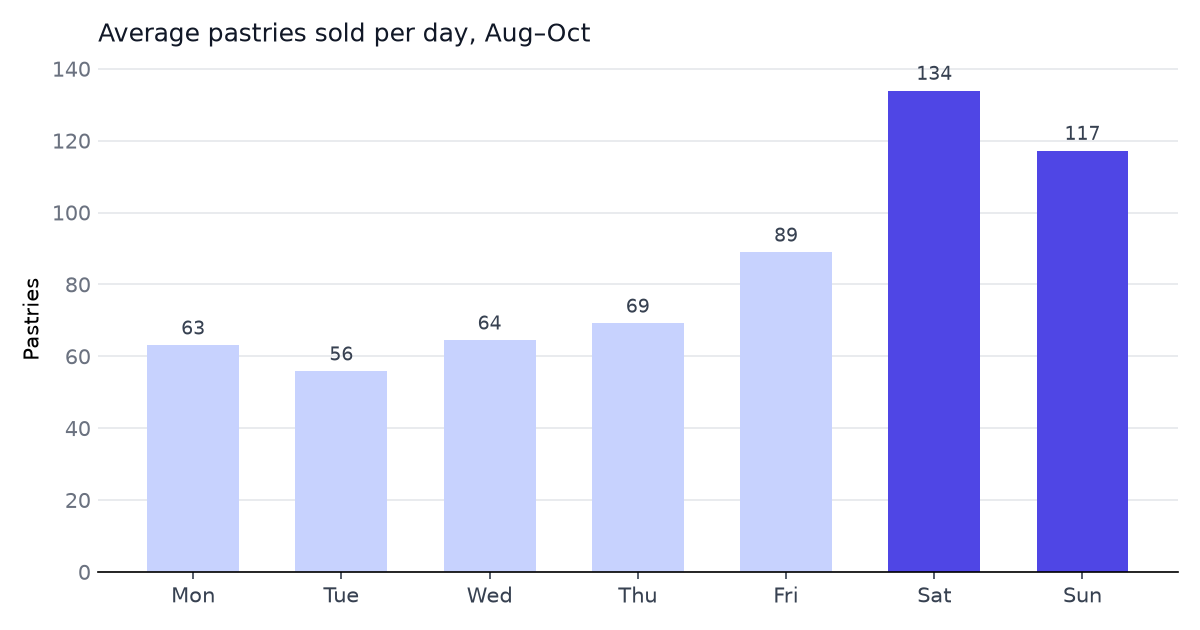 Average pastries sold per day, Aug–Oct
Pastries
140
120
100
80
60
40
20
0
63
56
64
69
89
134
117
Mon
Tue
Wed
Thu
Fri
Sat
Sun